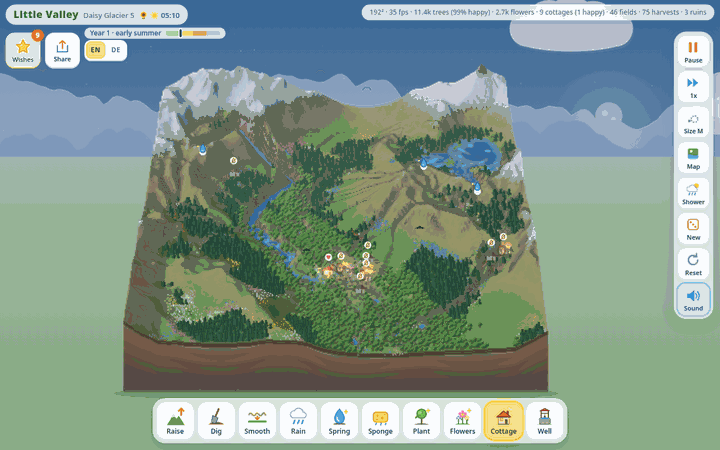 Little Valley Daisy Glacier 5 05:10
192² · 35 fps · 11.4k trees (99% happy) · 2.7k flowers · 9 cottages (1 happy) · 46 fields · 75 harvests · 3 ruins
Year 1 · early summer
9
Wishes
Share
EN DE
Pause
1x
Size M
Map
Shower
New
Reset
Sound
Raise Dig Smooth Rain Spring Sponge Plant Flowers Cottage Well